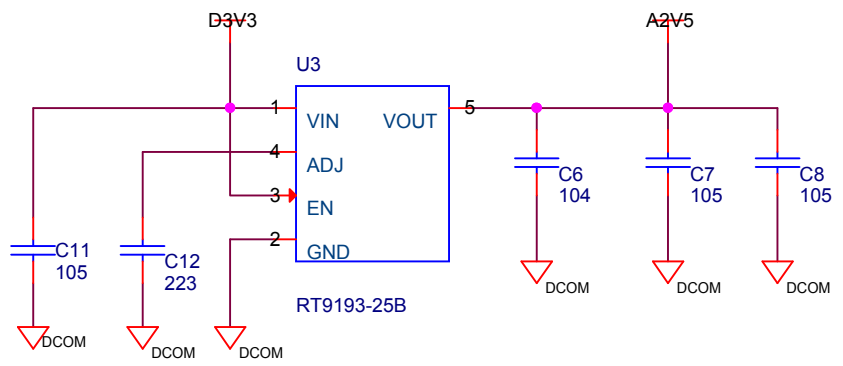 D3V3
A2V5
U3
1
VIN
VOUT
5
4
ADJ
3
EN
2
GND
C6
104
C7
105
C8
105
C11
105
C12
223
RT9193-25B
DCOM
DCOM
DCOM
DCOM
DCOM
DCOM